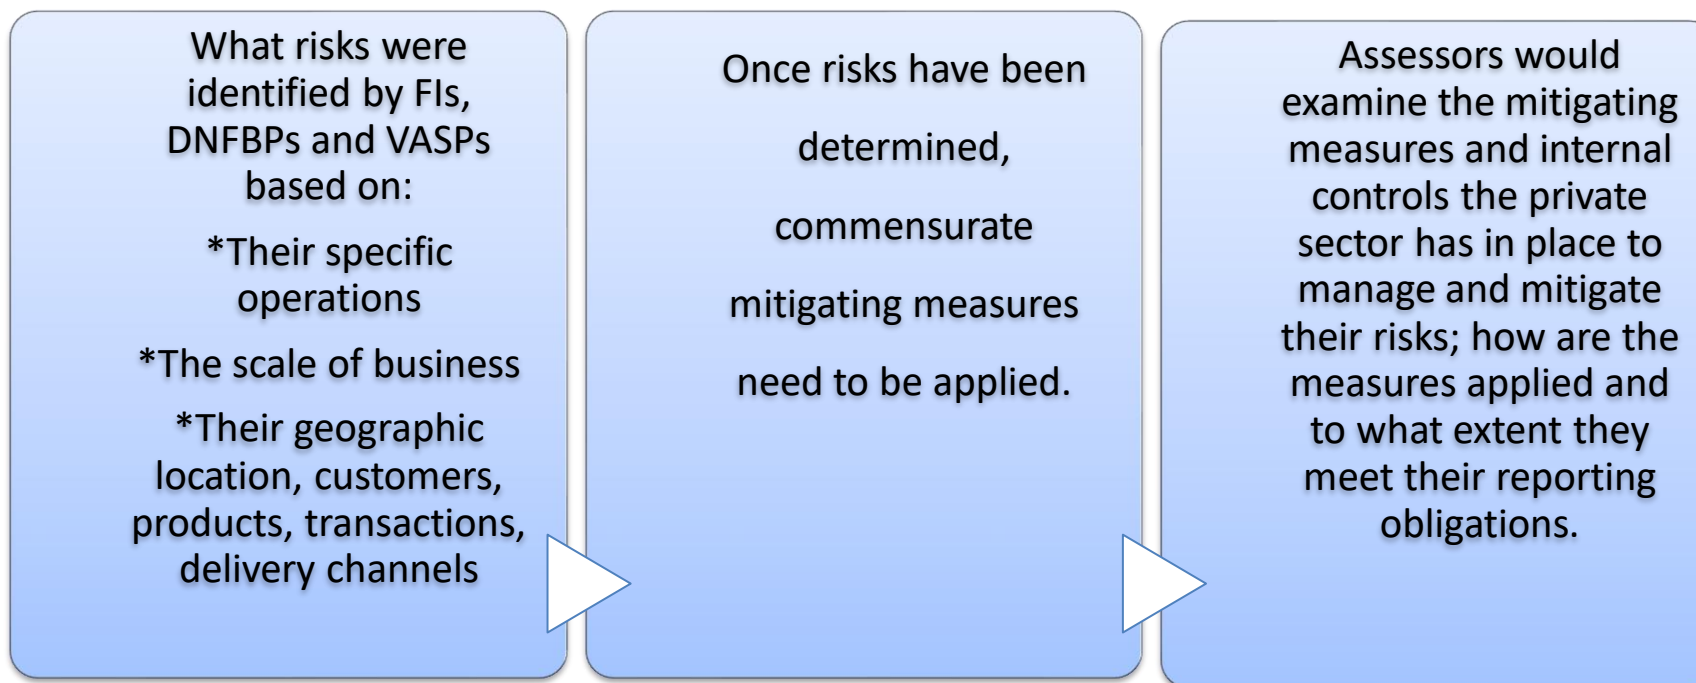 What risks were
identified by FIs,
DNFBPs and VASPs
based on:
*Their specific
operations
*The scale of business
*Their geographic
location, customers,
products, transactions,
delivery channels
Once risks have been
determined,
commensurate
mitigating measures
need to be applied.
Assessors would
examine the mitigating
measures and internal
controls the private
sector has in place to
manage and mitigate
their risks; how are the
measures applied and
to what extent they
meet their reporting
obligations.